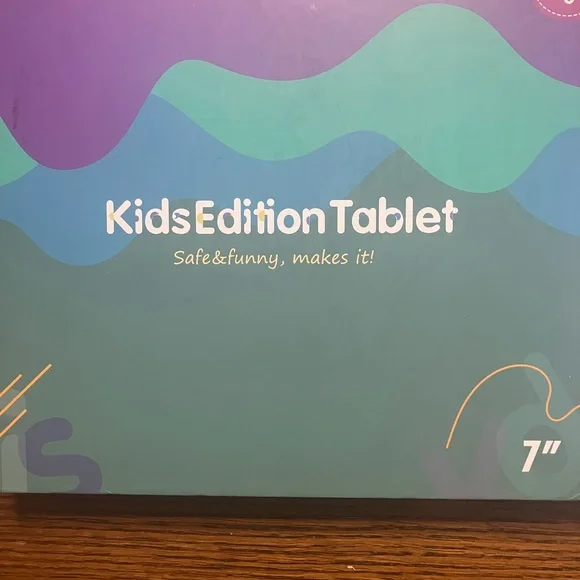 Kids Edition Tablet
Safe&funny, makes it!
7"